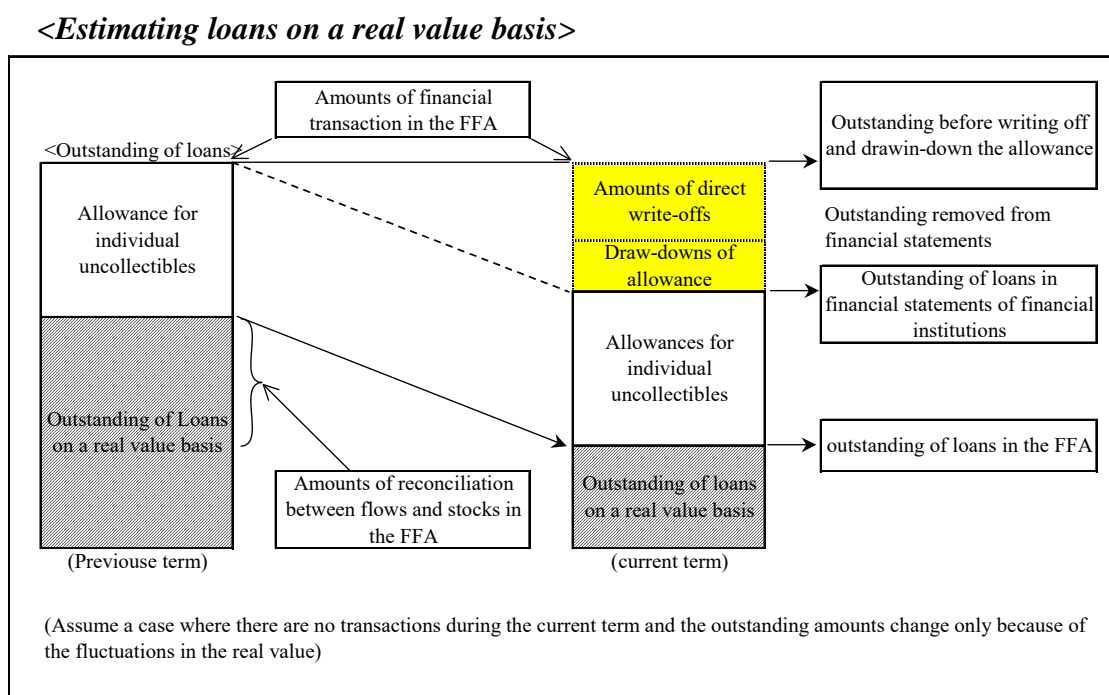 <Estimating loans on a real value basis>
Amounts of financial
transaction in the FFA
<Outstanding of loans>
Outstanding before writing off
and drawin-down the allowance
Allowance for
individual
uncollectibles
Amounts of direct
write-offs
Outstanding removed from
financial statements
Draw-downs of
allowance
Outstanding of loans in
financial statements of financial
institutions
Allowances for
individual
uncollectibles
Outstanding of Loans
on a real value basis
outstanding of loans in the FFA
Amounts of reconciliation
between flows and stocks in
the FFA
Outstanding of loans
on a real value basis
(Previouse term)
(current term)
(Assume a case where there are no transactions during the current term and the outstanding amounts change only because of
the fluctuations in the real value)